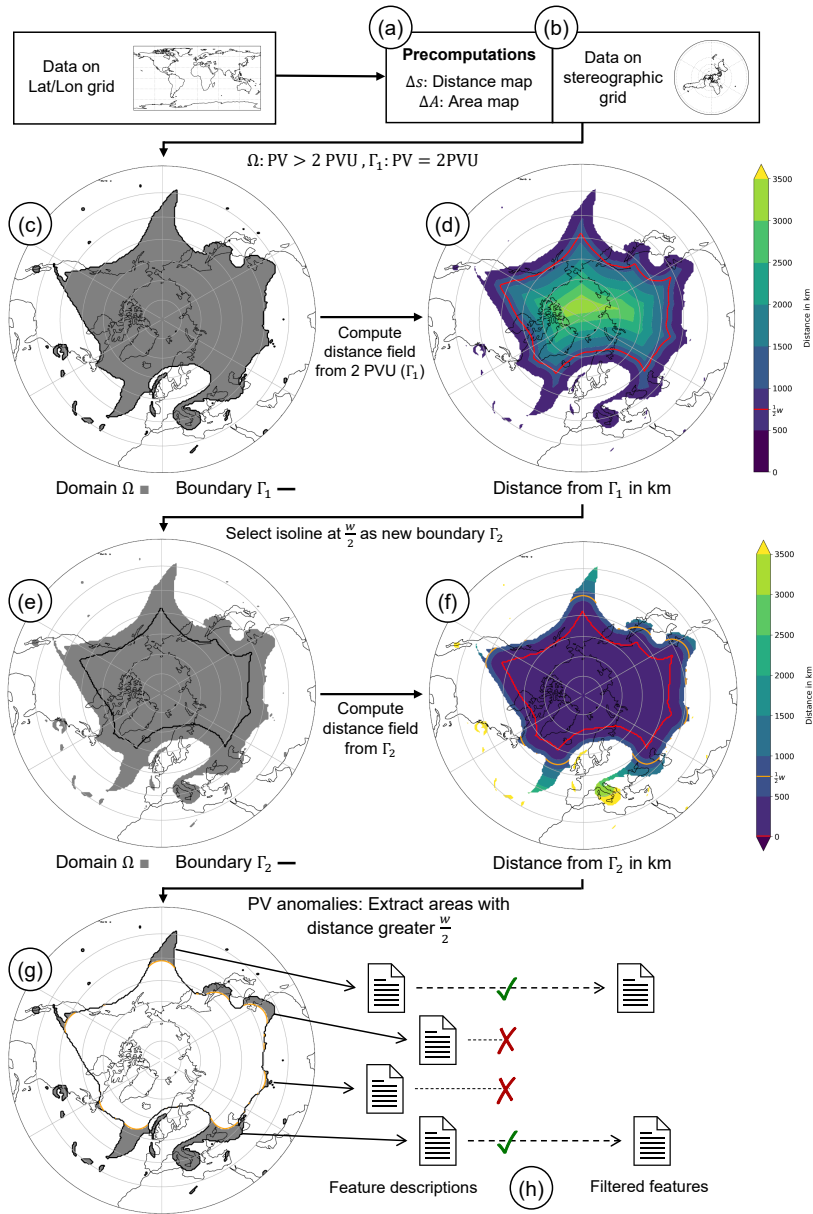 (a)
(b)
Data on
Lat/Lon grid
Precomputations
Δs: Distance map
ΔA: Area map
Data on
stereographic
grid
Ω: PV > 2 PVU , Γ₁: PV = 2PVU
(c)
(d)
3500
3000
2500
2000
1500
1000
½w
500
0
Distance in km
Compute
distance field
from 2 PVU (Γ₁)
Domain Ω
Boundary Γ₁
Distance from Γ₁ in km
Select isoline at w/2 as new boundary Γ₂
(e)
(f)
3500
3000
2500
2000
1500
1000
½w
500
0
Distance in km
Compute
distance field
from Γ₂
Domain Ω
Boundary Γ₂
Distance from Γ₂ in km
PV anomalies: Extract areas with
distance greater w/2
(g)
Feature descriptions
(h)
Filtered features